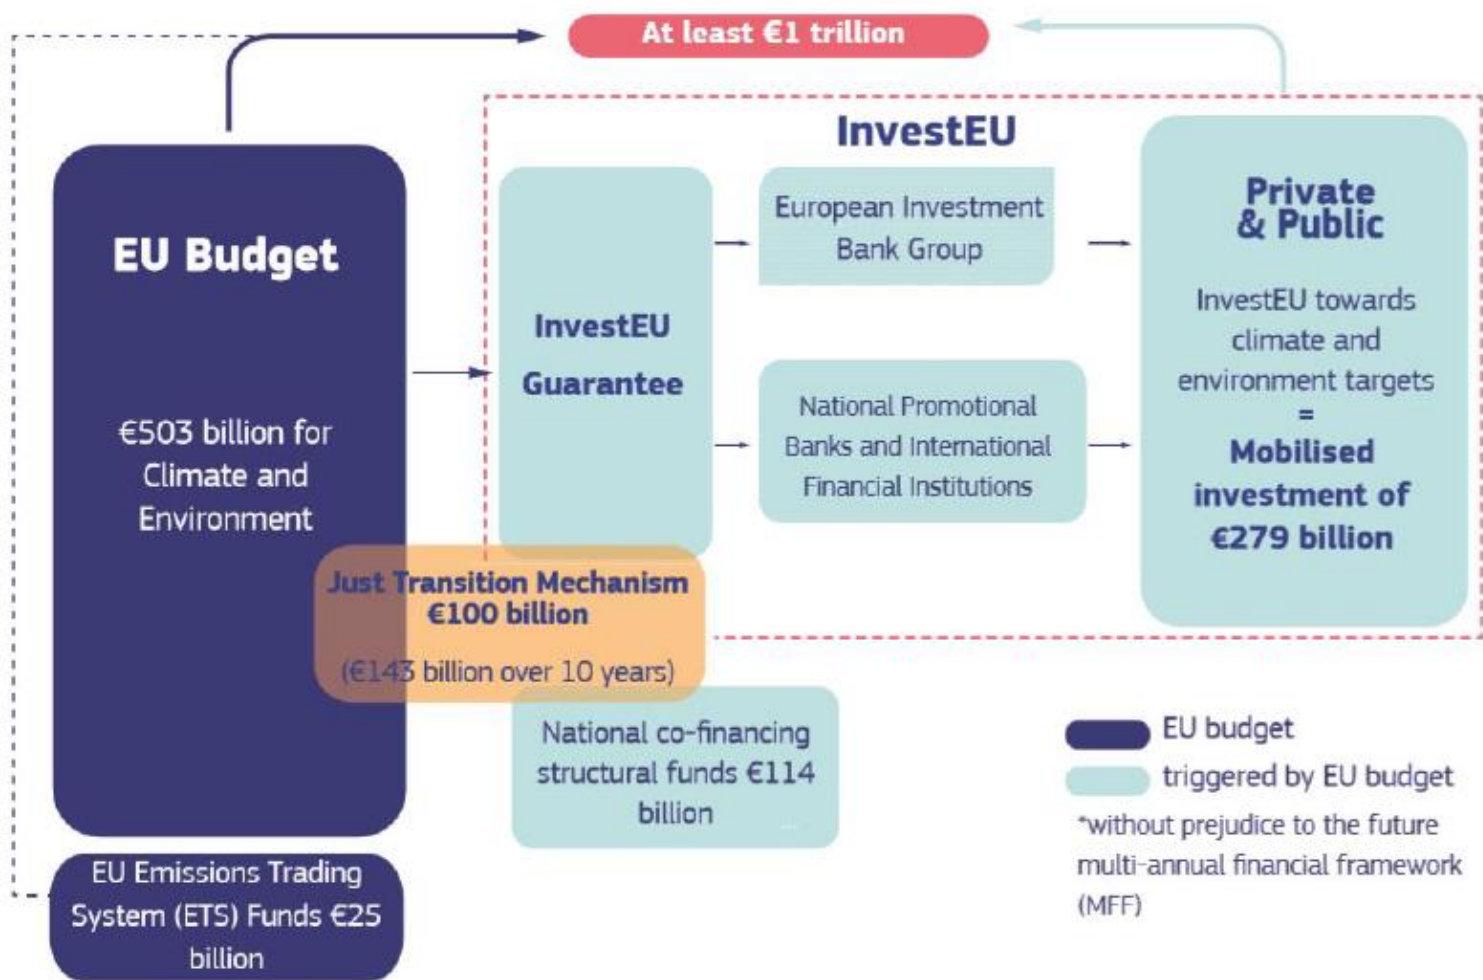 At least €1 trillion
EU Budget
€503 billion for
Climate and
Environment
InvestEU
InvestEU
Guarantee
European Investment
Bank Group
National Promotional
Banks and International
Financial Institutions
Private
& Public
InvestEU towards
climate and
environment targets
=
Mobilised
investment of
€279 billion
Just Transition Mechanism
€100 billion
(€143 billion over 10 years)
National co-financing
structural funds €114
billion
EU Emissions Trading
System (ETS) Funds €25
billion
EU budget
triggered by EU budget
*without prejudice to the future
multi-annual financial framework
(MFF)